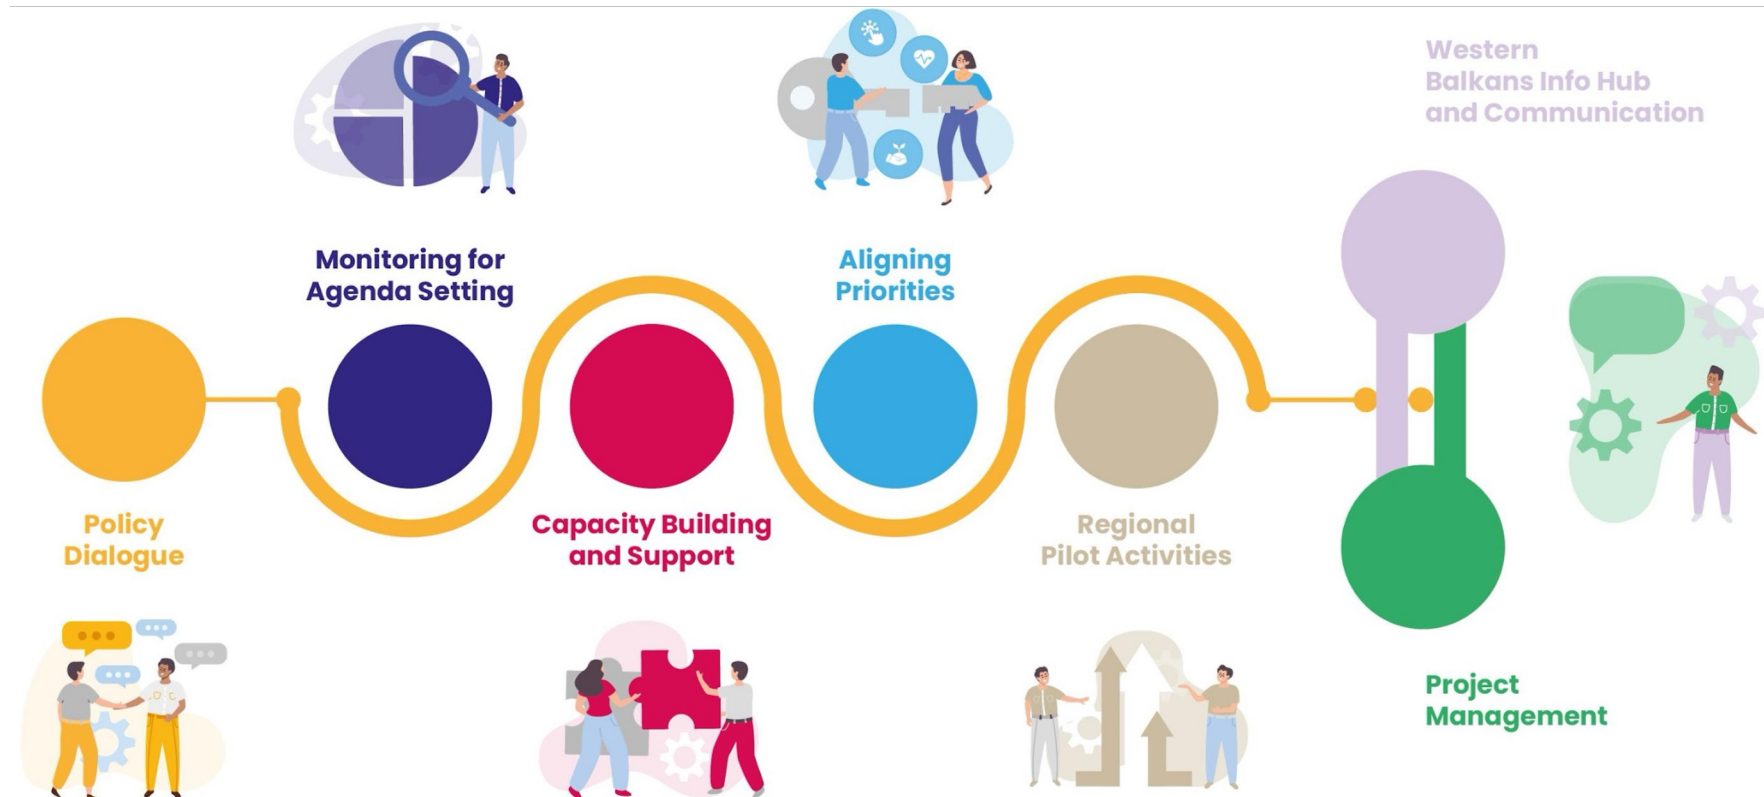 Western
Balkans Info Hub
and Communication
Monitoring for
Agenda Setting
Aligning
Priorities
Policy
Dialogue
Capacity Building
and Support
Regional
Pilot Activities
Project
Management